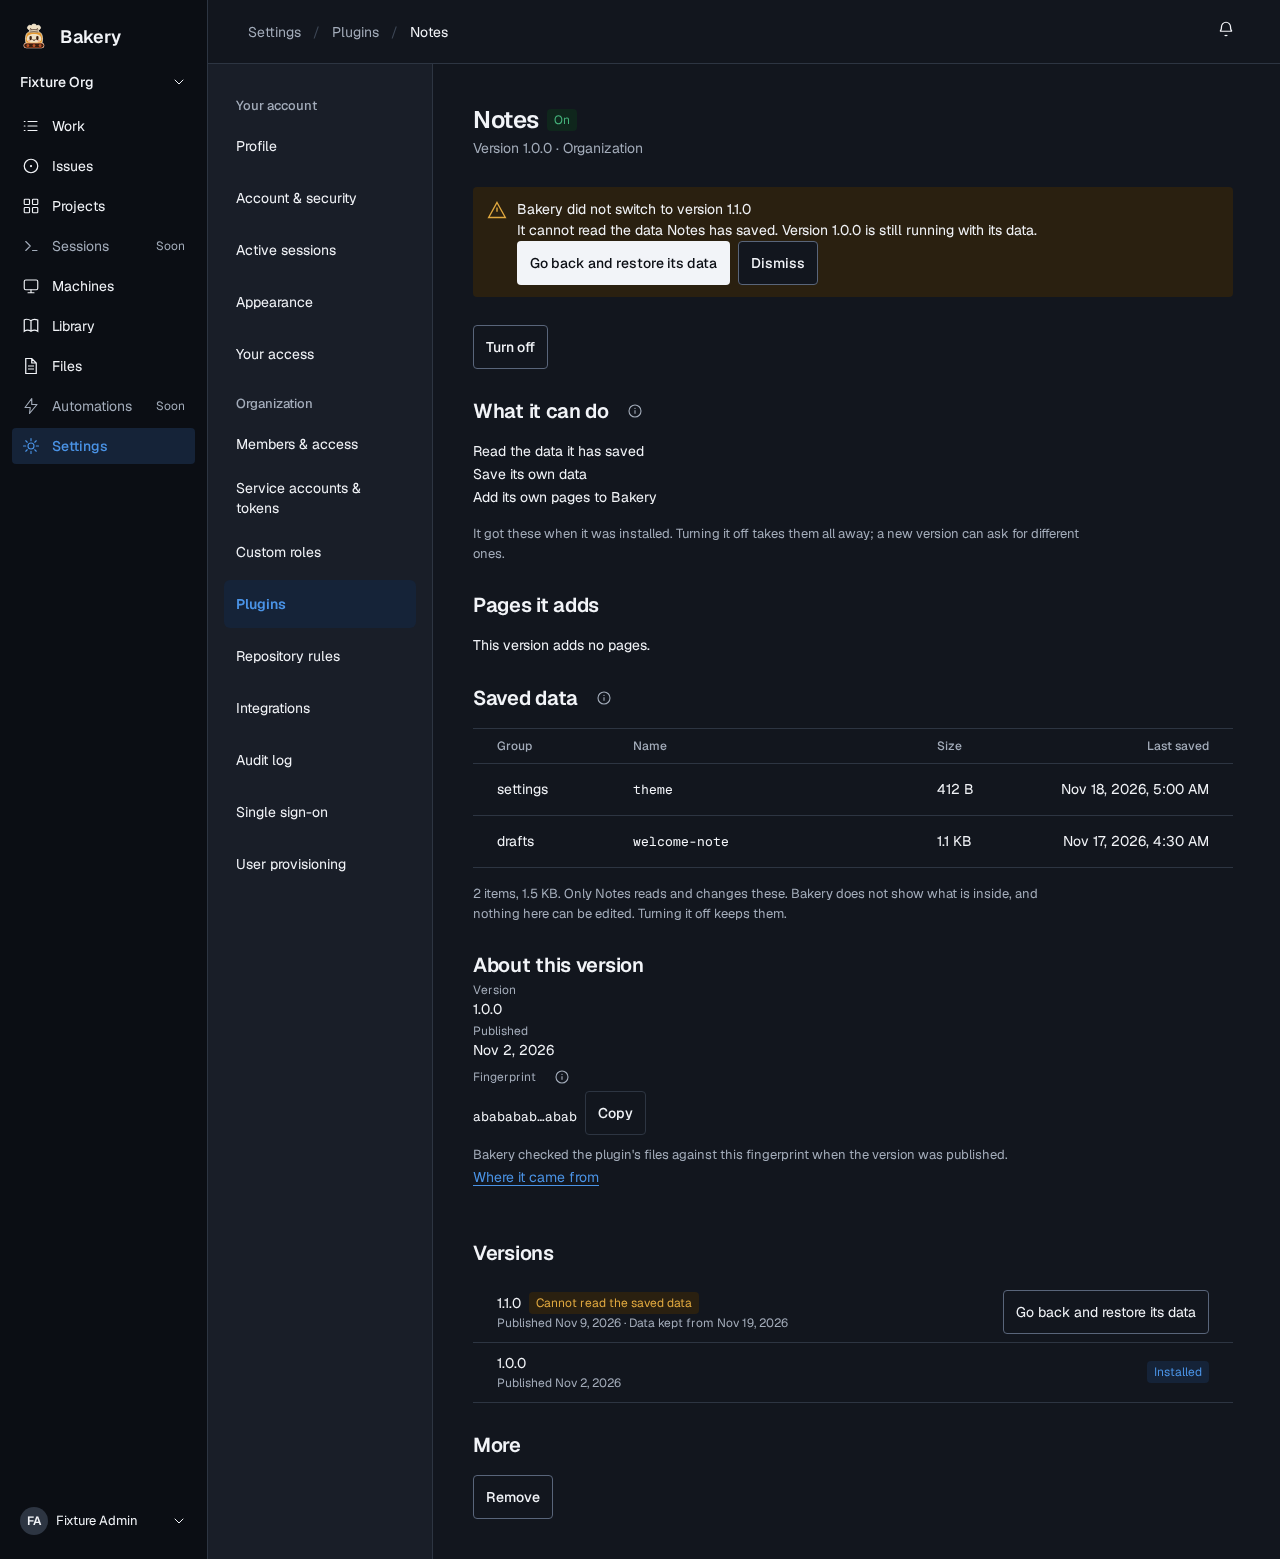 Bakery
Fixture Org
Work
Issues
Projects
Sessions Soon
Machines
Library
Files
Automations Soon
Settings
FA Fixture Admin
Settings / Plugins / Notes
Your account
Profile
Account & security
Active sessions
Appearance
Your access
Organization
Members & access
Service accounts &
tokens
Custom roles
Plugins
Repository rules
Integrations
Audit log
Single sign-on
User provisioning
Notes On
Version 1.0.0 · Organization
Bakery did not switch to version 1.1.0
It cannot read the data Notes has saved. Version 1.0.0 is still running with its data.
Go back and restore its data Dismiss
Turn off
What it can do
Read the data it has saved
Save its own data
Add its own pages to Bakery
It got these when it was installed. Turning it off takes them all away; a new version can ask for different
ones.
Pages it adds
This version adds no pages.
Saved data
Group Name Size Last saved
settings theme 412 B Nov 18, 2026, 5:00 AM
drafts welcome-note 1.1 KB Nov 17, 2026, 4:30 AM
2 items, 1.5 KB. Only Notes reads and changes these. Bakery does not show what is inside, and
nothing here can be edited. Turning it off keeps them.
About this version
Version
1.0.0
Published
Nov 2, 2026
Fingerprint
abababab…abab Copy
Bakery checked the plugin's files against this fingerprint when the version was published.
Where it came from
Versions
1.1.0 Cannot read the saved data
Published Nov 9, 2026 · Data kept from Nov 19, 2026
Go back and restore its data
1.0.0
Published Nov 2, 2026
Installed
More
Remove